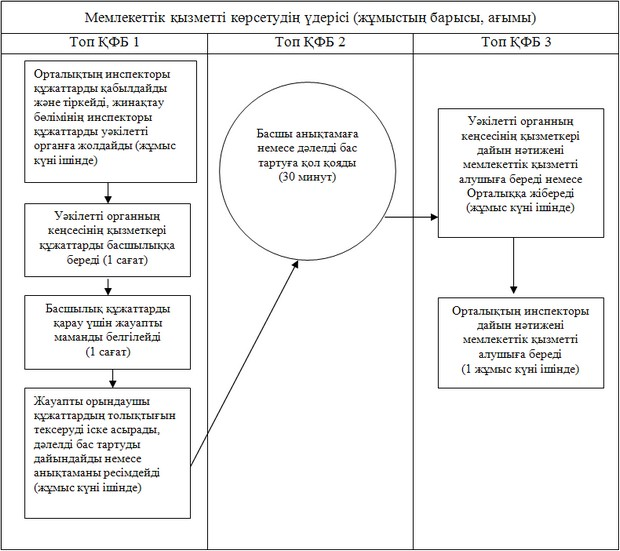 Мемлекеттік қызметті көрсетудің үдерісі (жұмыстың барысы, ағымы)
Топ ҚФБ 1
Топ ҚФБ 2
Топ ҚФБ 3
Орталықтың инспекторы
құжаттарды қабылдайды
және тіркейді, жинақтау
бөлімінің инспекторы
құжаттарды уәкілетті
органға жолдайды (жұмыс
күні ішінде)
Уәкілетті органның
кеңсесінің қызметкері
құжаттарды басшылыққа
береді (1 сағат)
Басшылық құжаттарды
қарау үшін жауапты
маманды белгілейді
(1 сағат)
Жауапты орындаушы
құжаттардың толықтығын
тексеруді іске асырады,
дәлелді бас тартуды
дайындайды немесе
анықтаманы ресімдейді
(жұмыс күні ішінде)
Басшы анықтамаға
немесе дәлелді бас
тартуға қол қояды
(30 минут)
Уәкілетті органның
кеңсесінің қызметкері
дайын нәтижені
мемлекеттік қызметті
алушыға береді немесе
Орталыққа жібереді
(жұмыс күні ішінде)
Орталықтың инспекторы
дайын нәтижені
мемлекеттік қызметті
алушыға береді
(1 жұмыс күні ішінде)